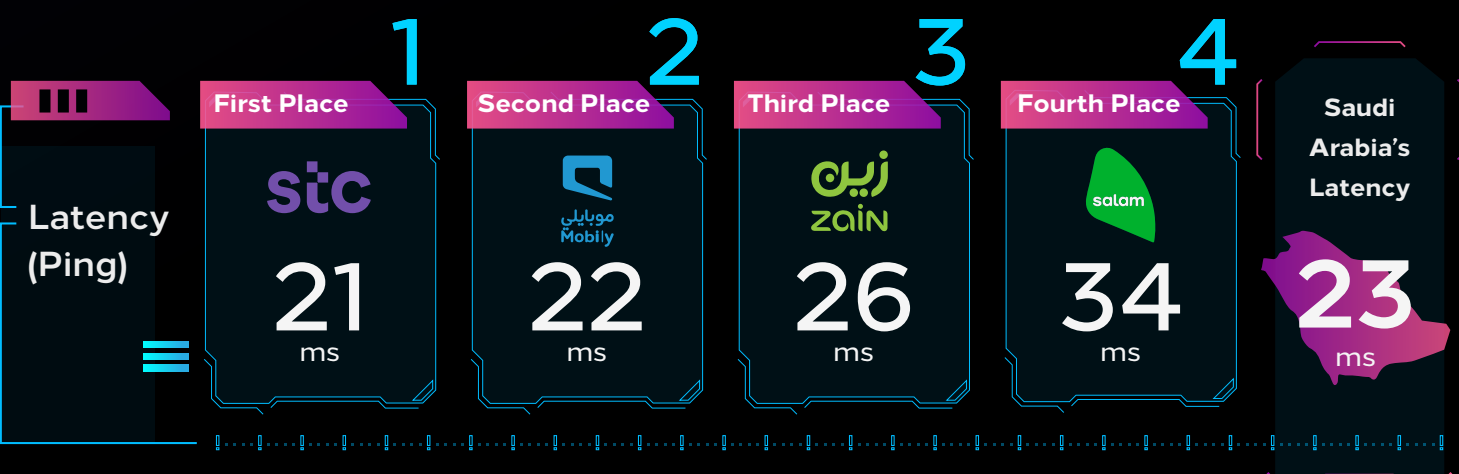 Latency
(Ping)
1
First Place
stc
21
ms
2
Second Place
موبايلي
Mobily
22
ms
3
Third Place
زين
zain
26
ms
4
Fourth Place
salam
34
ms
Saudi
Arabia’s
Latency
23
ms